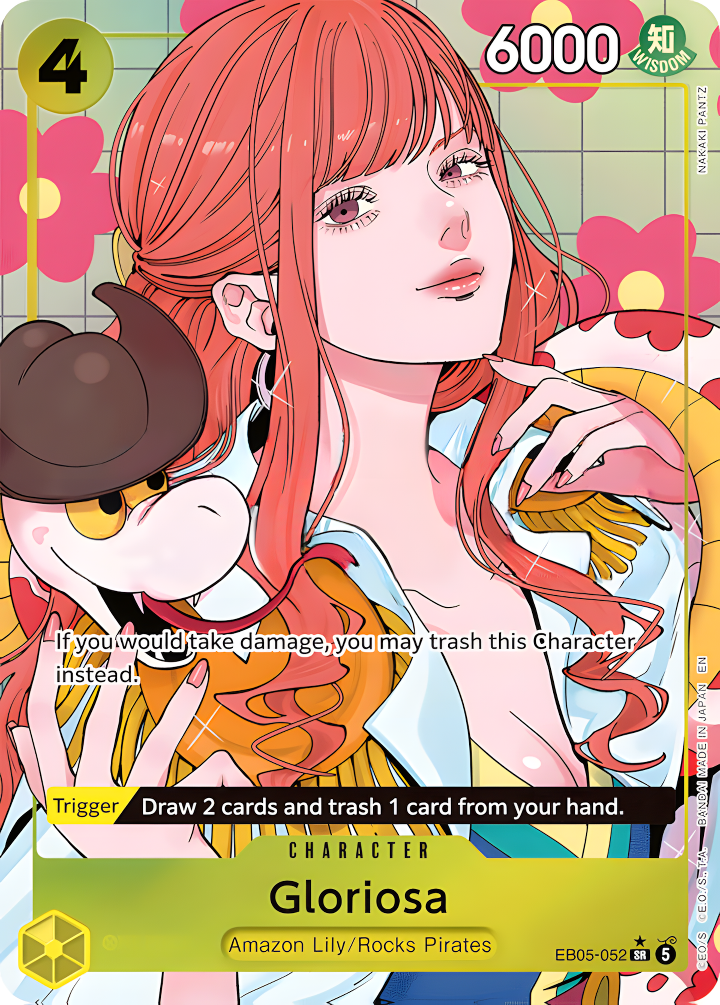 4
6000
知
WISDOM
NAKAKI PANTZ
If you would take damage, you may trash this Character
instead.
Trigger Draw 2 cards and trash 1 card from your hand.
CHARACTER
Gloriosa
Amazon Lily/Rocks Pirates
EB05-052 SR 5
©EO/S ©E.O./S.,T.A. BANDAI MADE IN JAPAN EN